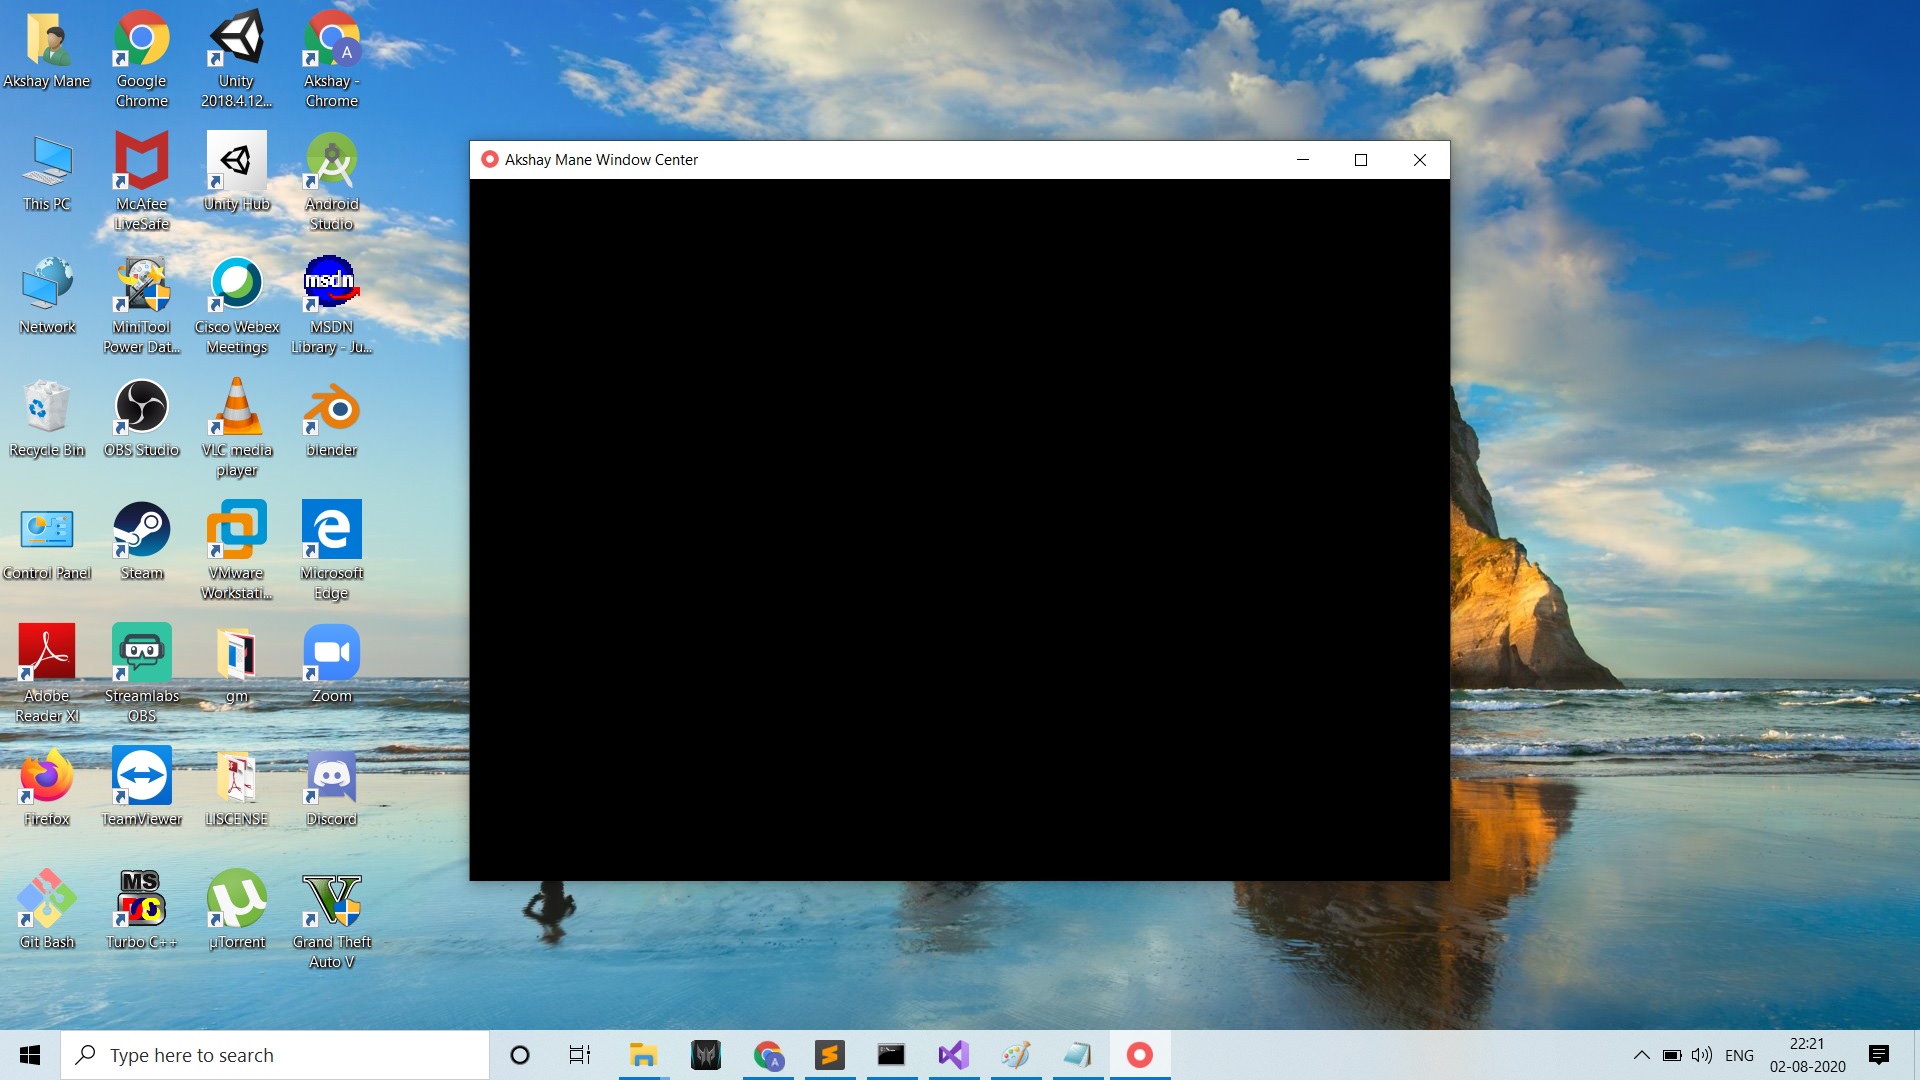 Akshay Mane
Google
Chrome
Unity
2018.4.12...
Akshay -
Chrome
A
This PC
McAfee
LiveSafe
Unity Hub
Android
Studio
Network
MiniTool
Power Dat...
Cisco Webex
Meetings
msdn
MSDN
Library - Ju...
Recycle Bin
OBS Studio
VLC media
player
blender
Control Panel
Steam
VMware
Workstati...
Microsoft
Edge
Adobe
Reader XI
Streamlabs
OBS
gm
Zoom
Firefox
TeamViewer
LISCENSE
Discord
MS
Git Bash
Turbo C++
µTorrent
Grand Theft
Auto V
Akshay Mane Window Center
Type here to search
A
ENG
22:21
02-08-2020